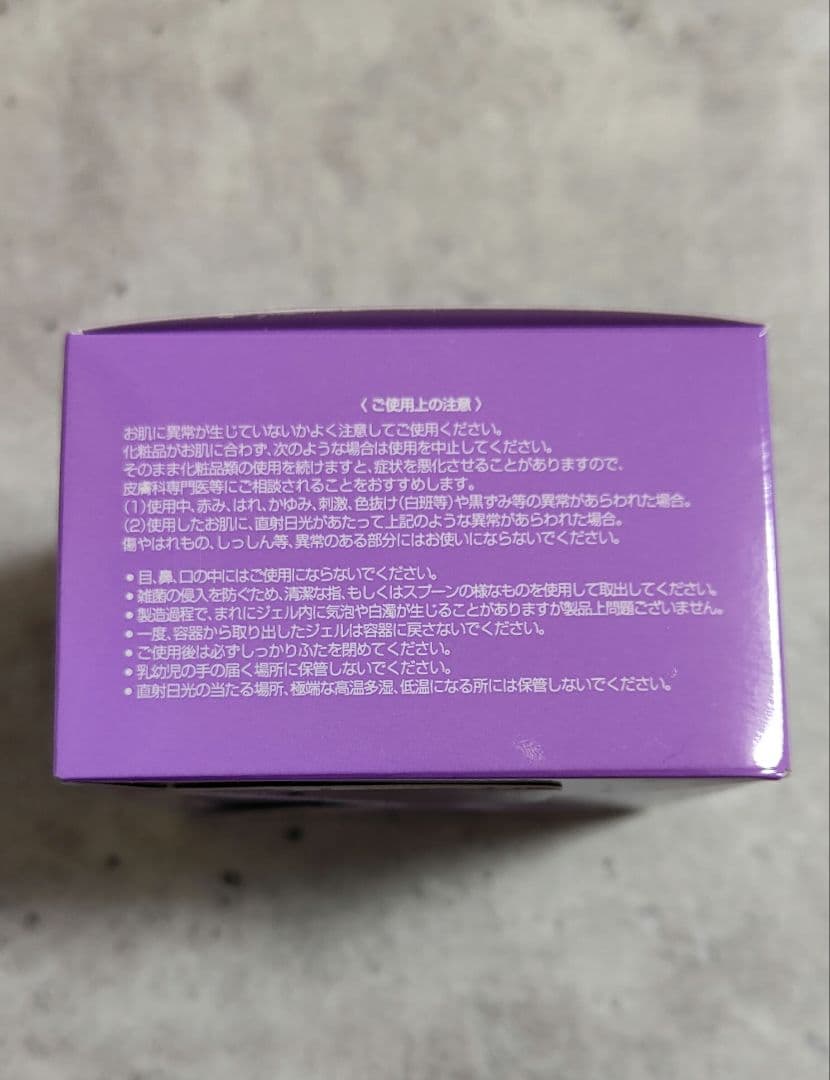 〈 ご使用上の注意 〉
お肌に異常が生じていないかよく注意してご使用ください。
化粧品がお肌に合わず、次のような場合は使用を中止してください。
そのまま化粧品類の使用を続けますと、症状を悪化させることがありますので、
皮膚科専門医等にご相談されることをおすすめします。
(1)使用中、赤み、はれ、かゆみ、刺激、色抜け(白斑等)や黒ずみ等の異常があらわれた場合。
(2)使用したお肌に、直射日光があたって上記のような異常があらわれた場合。
傷やはれもの、しっしん等、異常のある部分にはお使いにならないでください。
●目、鼻、口の中にはご使用にならないでください。
●雑菌の侵入を防ぐため、清潔な指、もしくはスプーンの様なものを使用して取出してください。
●製造過程で、まれにジェル内に気泡や白濁が生じることがありますが製品上問題ございません。
●一度、容器から取り出したジェルは容器に戻さないでください。
●ご使用後は必ずしっかりふたを閉めてください。
●乳幼児の手の届く場所に保管しないでください。
●直射日光の当たる場所、極端な高温多湿、低温になる所には保管しないでください。